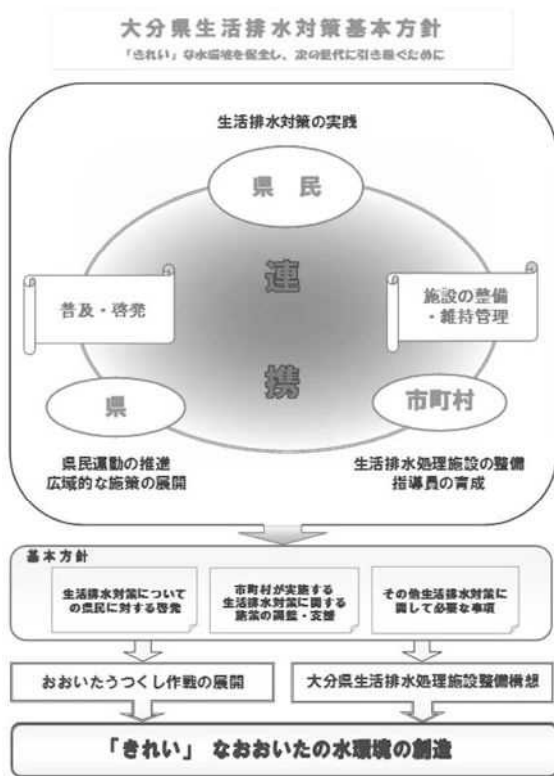 大分県生活排水対策基本方針
「きれい」な水環境を保全し、次の世代に引き継ぐために
生活排水対策の実践
県 民
連
携
普及・啓発
施設の整備
・維持管理
県
市町村
県民運動の推進
広域的な施策の展開
生活排水処理施設の整備
指導員の育成
基本方針
生活排水対策について
の県民に対する啓発
市町村が実施する
生活排水対策に関する
施策の調整・支援
その他生活排水対策に
関して必要な事項
おおいたうつくし作戦の展開
大分県生活排水処理施設整備構想
「きれい」 なおおいたの水環境の創造